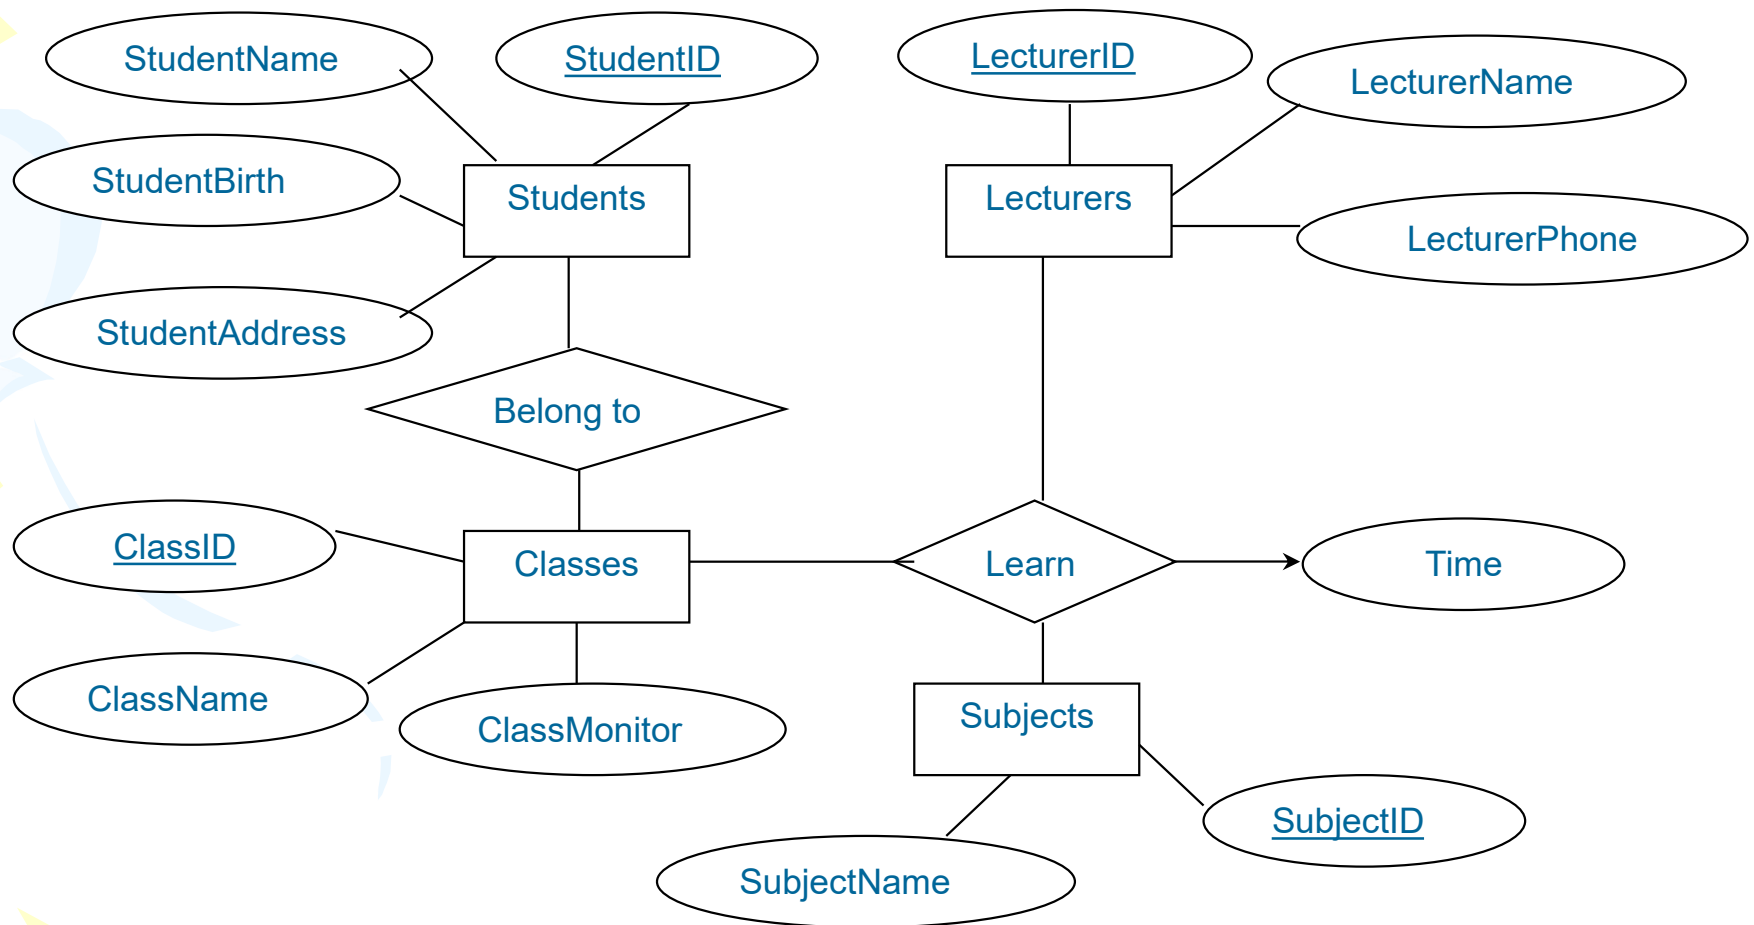 StudentName
StudentID
LecturerID
LecturerName
StudentBirth
Students
Lecturers
LecturerPhone
StudentAddress
Belong to
ClassID
Classes
Learn
Time
ClassName
ClassMonitor
Subjects
SubjectID
SubjectName